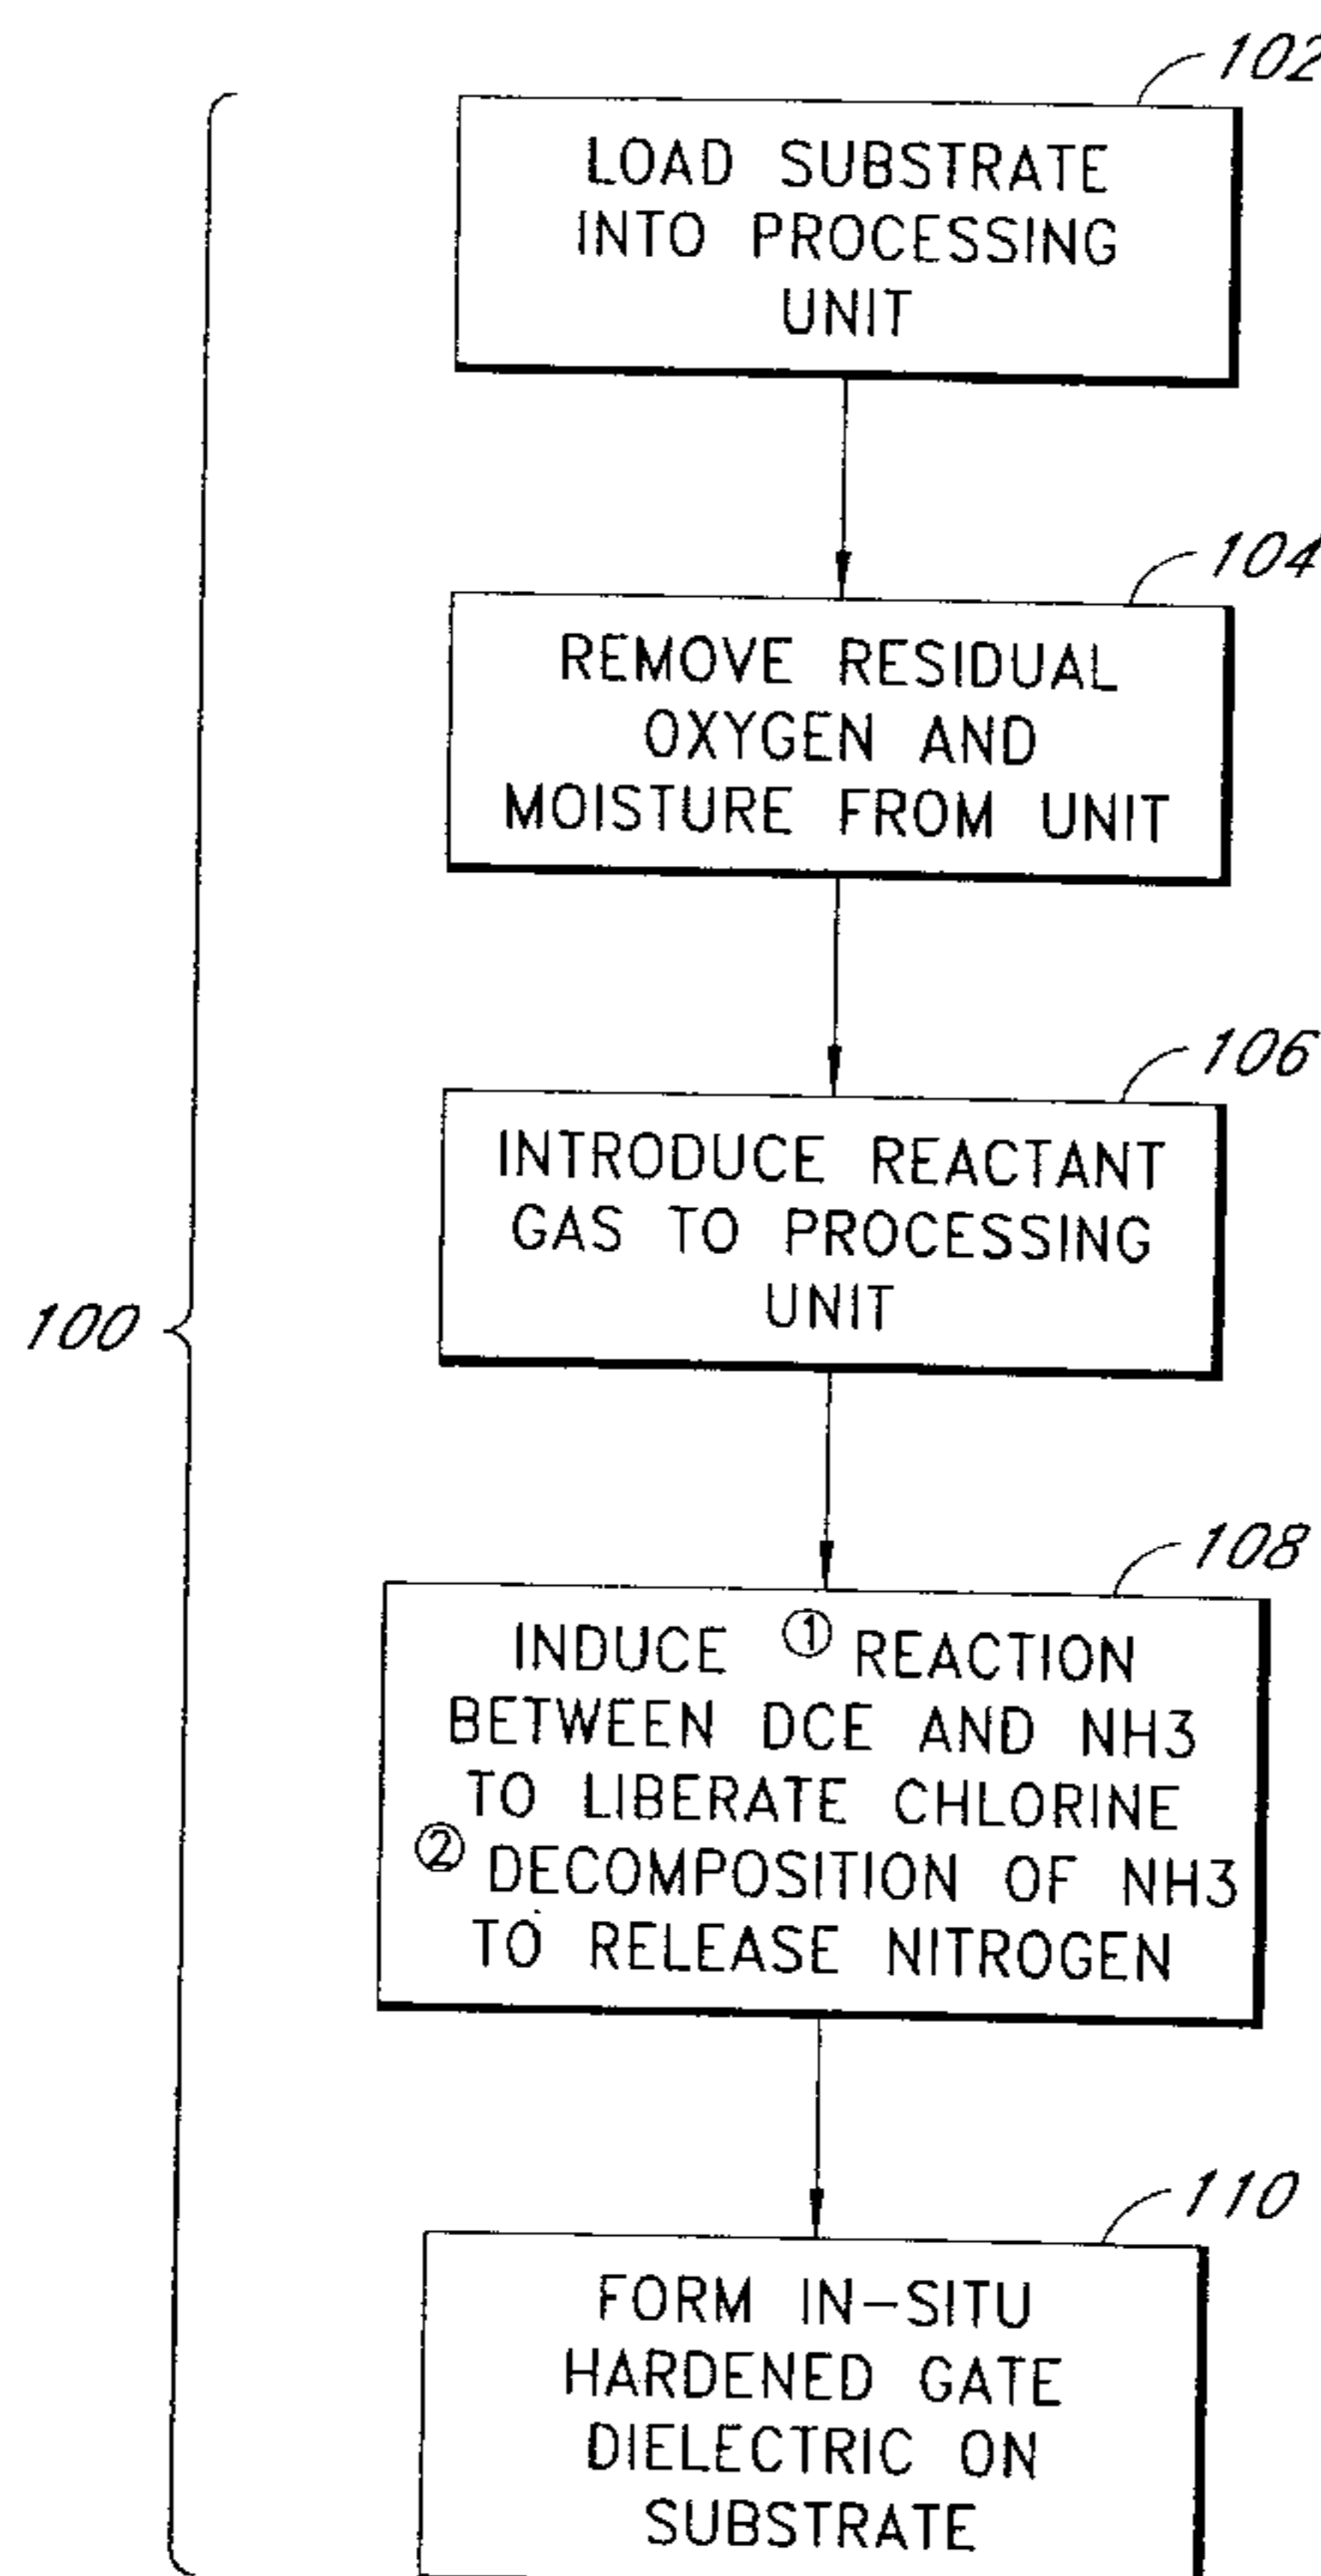 102
LOAD SUBSTRATE
INTO PROCESSING
UNIT
104
REMOVE RESIDUAL
OXYGEN AND
MOISTURE FROM UNIT
106
INTRODUCE REACTANT
GAS TO PROCESSING
UNIT
100
108
INDUCE ① REACTION
BETWEEN DCE AND NH3
TO LIBERATE CHLORINE
② DECOMPOSITION OF NH3
TO RELEASE NITROGEN
110
FORM IN-SITU
HARDENED GATE
DIELECTRIC ON
SUBSTRATE